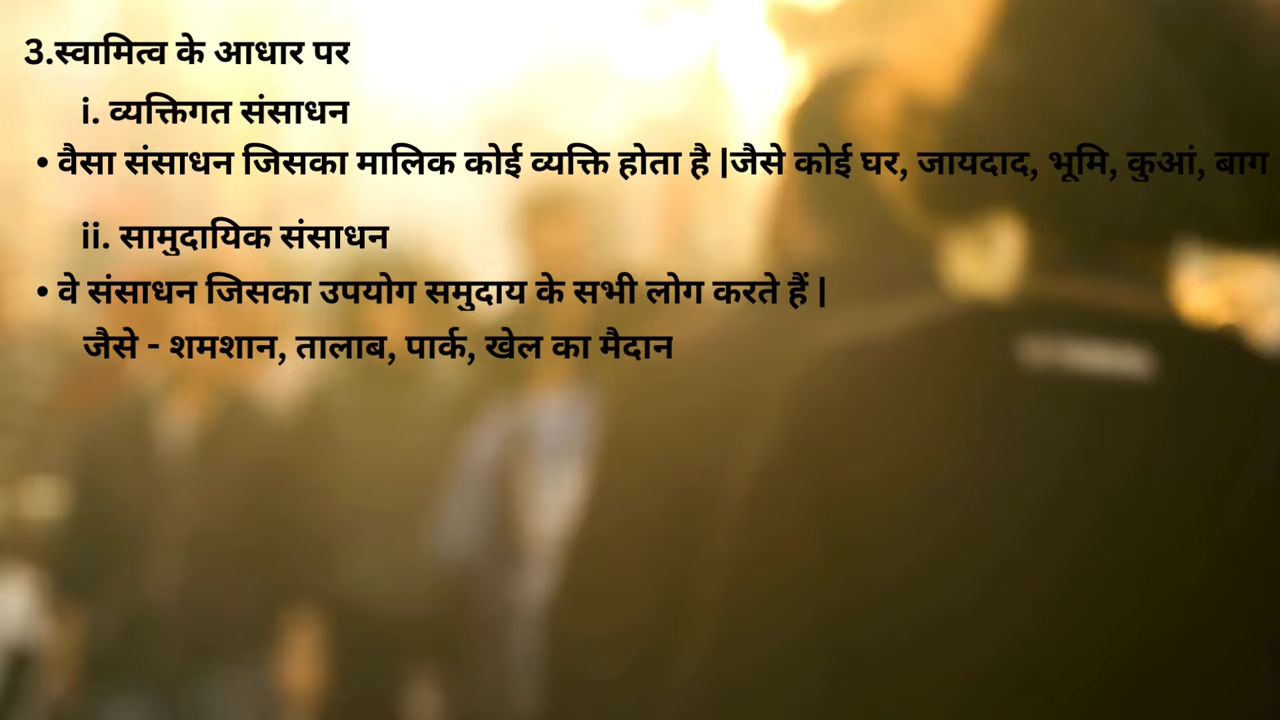 3.स्वामित्व के आधार पर
i. व्यक्तिगत संसाधन
• वैसा संसाधन जिसका मालिक कोई व्यक्ति होता है |जैसे कोई घर, जायदाद, भूमि, कुआं, बाग
ii. सामुदायिक संसाधन
• वे संसाधन जिसका उपयोग समुदाय के सभी लोग करते हैं |
जैसे - शमशान, तालाब, पार्क, खेल का मैदान